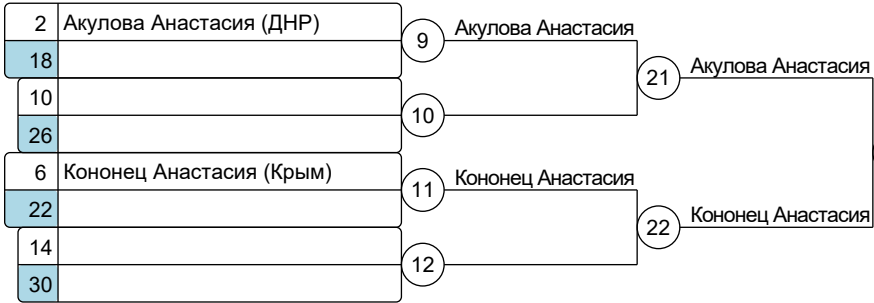 2 Акулова Анастасия (ДНР)
9 Акулова Анастасия
18
21 Акулова Анастасия
10
10
26
6 Кононец Анастасия (Крым)
11 Кононец Анастасия
22
22 Кононец Анастасия
14
12
30